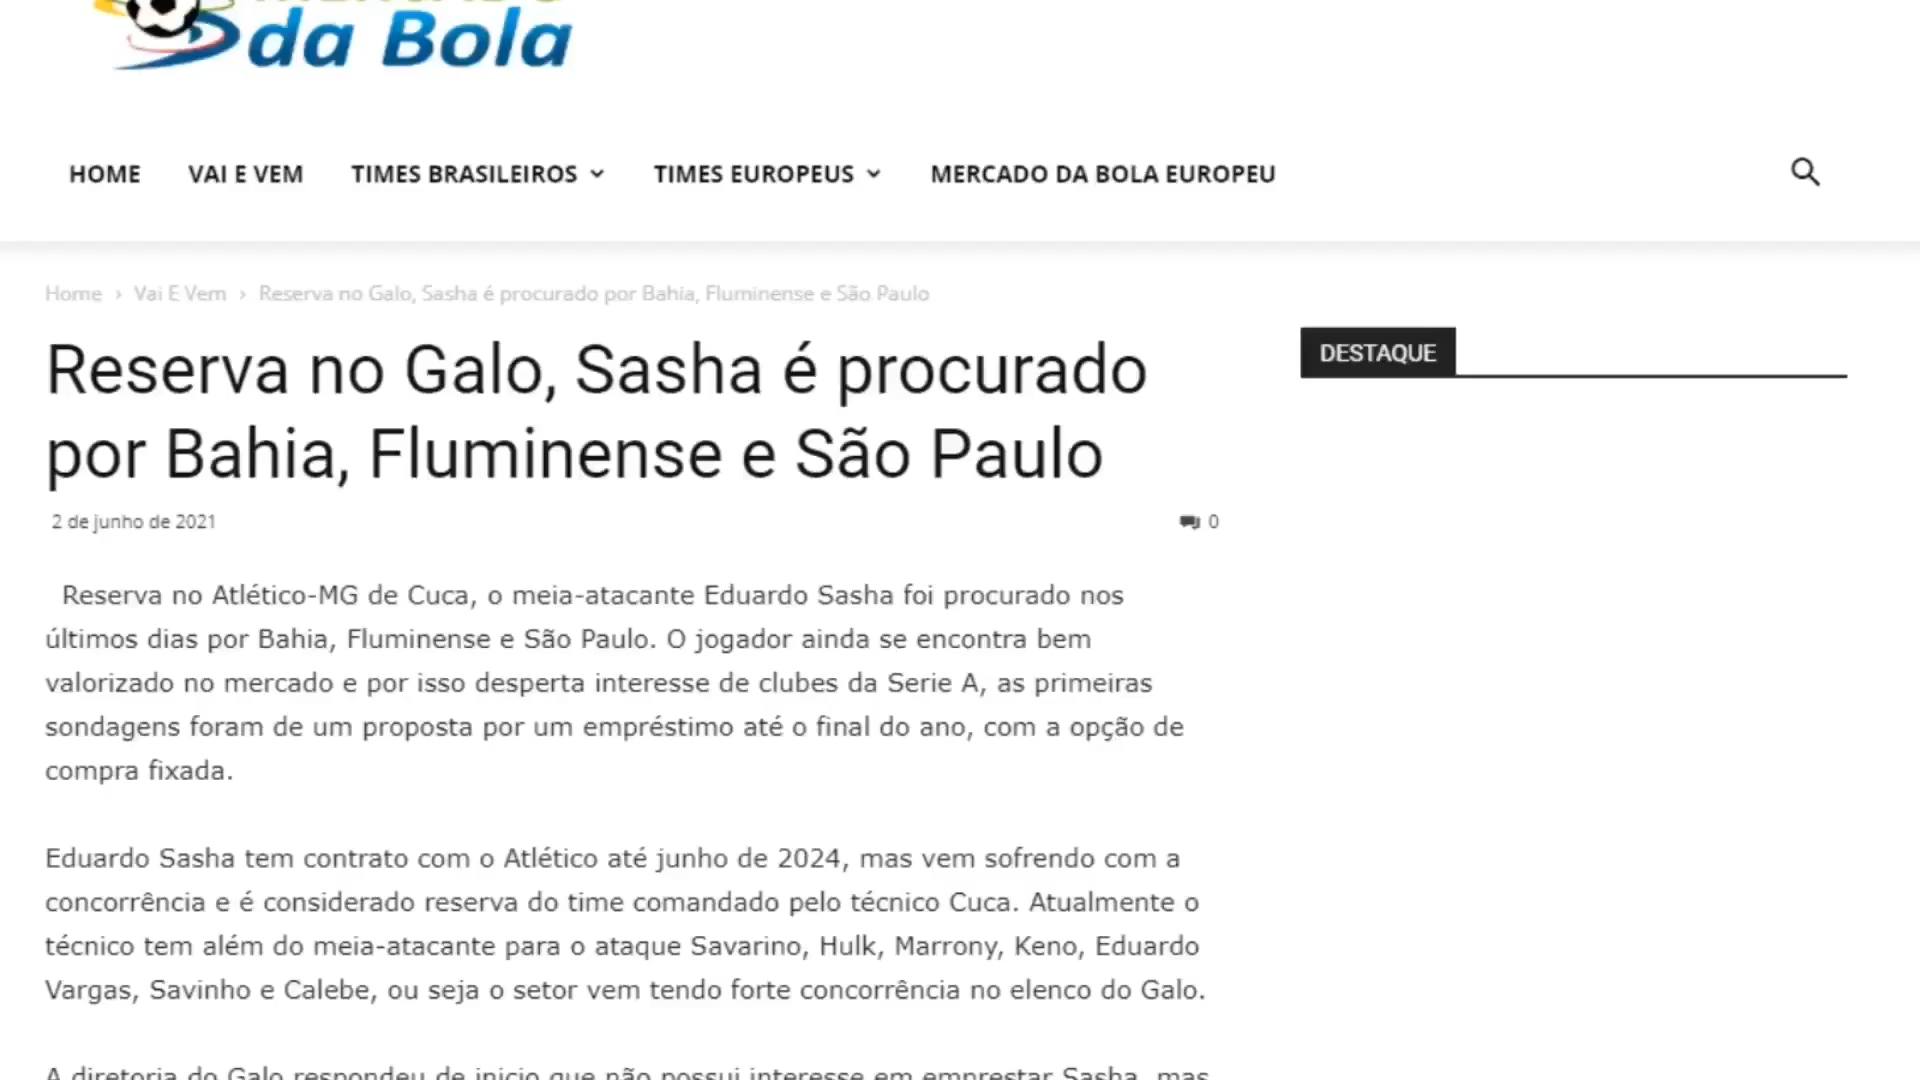 da Bola
HOME VAI E VEM TIMES BRASILEIROS TIMES EUROPEUS MERCADO DA BOLA EUROPEU
Home › Vai E Vem › Reserva no Galo, Sasha é procurado por Bahia, Fluminense e São Paulo
Reserva no Galo, Sasha é procurado
por Bahia, Fluminense e São Paulo
DESTAQUE
2 de junho de 2021
0
Reserva no Atlético-MG de Cuca, o meia-atacante Eduardo Sasha foi procurado nos
últimos dias por Bahia, Fluminense e São Paulo. O jogador ainda se encontra bem
valorizado no mercado e por isso desperta interesse de clubes da Serie A, as primeiras
sondagens foram de um proposta por um empréstimo até o final do ano, com a opção de
compra fixada.
Eduardo Sasha tem contrato com o Atlético até junho de 2024, mas vem sofrendo com a
concorrência e é considerado reserva do time comandado pelo técnico Cuca. Atualmente o
técnico tem além do meia-atacante para o ataque Savarino, Hulk, Marrony, Keno, Eduardo
Vargas, Savinho e Calebe, ou seja o setor vem tendo forte concorrência no elenco do Galo.
A diretoria do Galo respondeu de inicio que não possui interesse em emprestar Sasha, mas